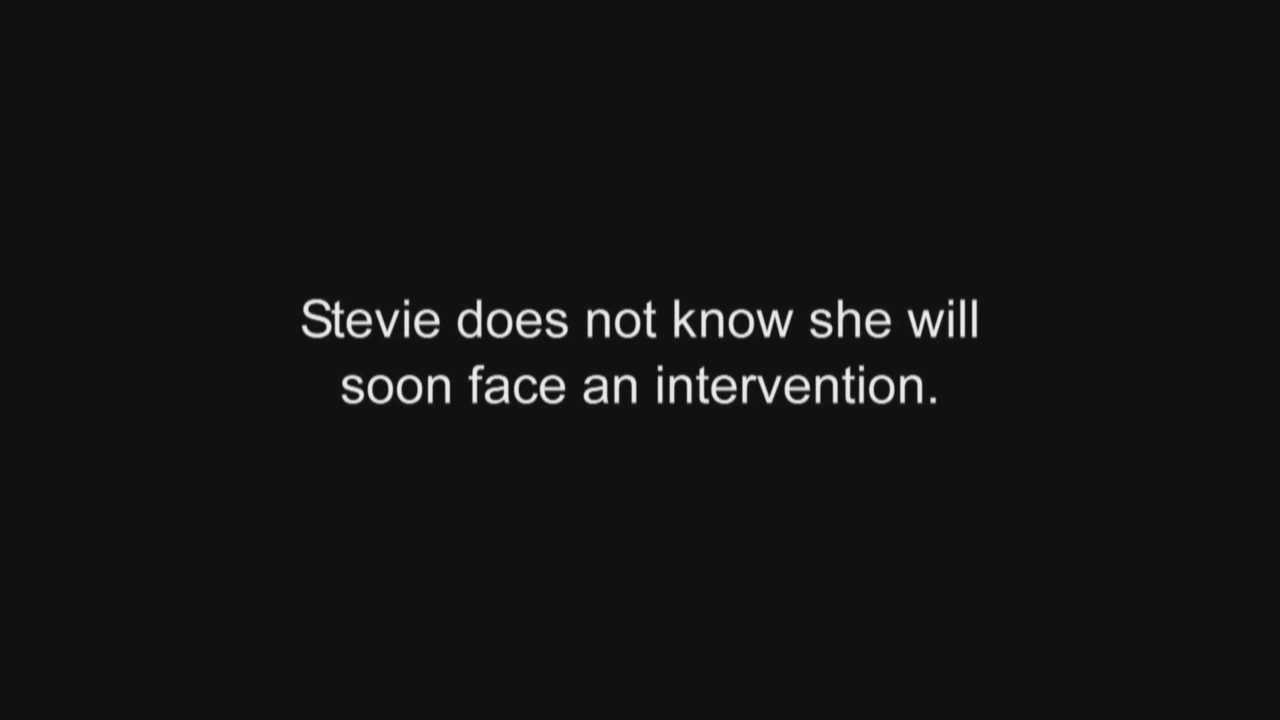 Stevie does not know she will
soon face an intervention.